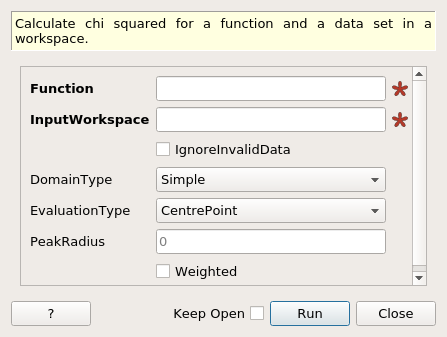 Calculate chi squared for a function and a data set in a
workspace.
Function
InputWorkspace
IgnoreInvalidData
DomainType Simple
EvaluationType CentrePoint
PeakRadius 0
Weighted
? Keep Open Run Close